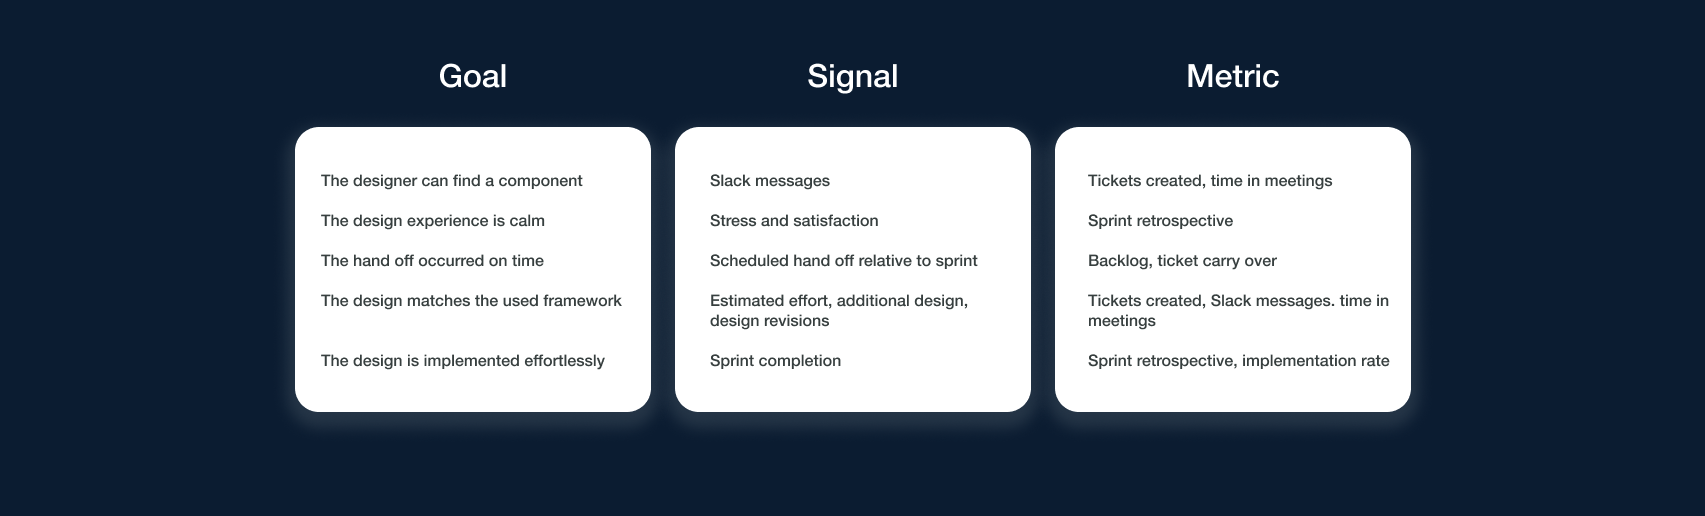 Goal
Signal
Metric
The designer can find a component
The design experience is calm
The hand off occurred on time
The design matches the used framework
The design is implemented effortlessly
Slack messages
Stress and satisfaction
Scheduled hand off relative to sprint
Estimated effort, additional design,
design revisions
Sprint completion
Tickets created, time in meetings
Sprint retrospective
Backlog, ticket carry over
Tickets created, Slack messages. time in
meetings
Sprint retrospective, implementation rate